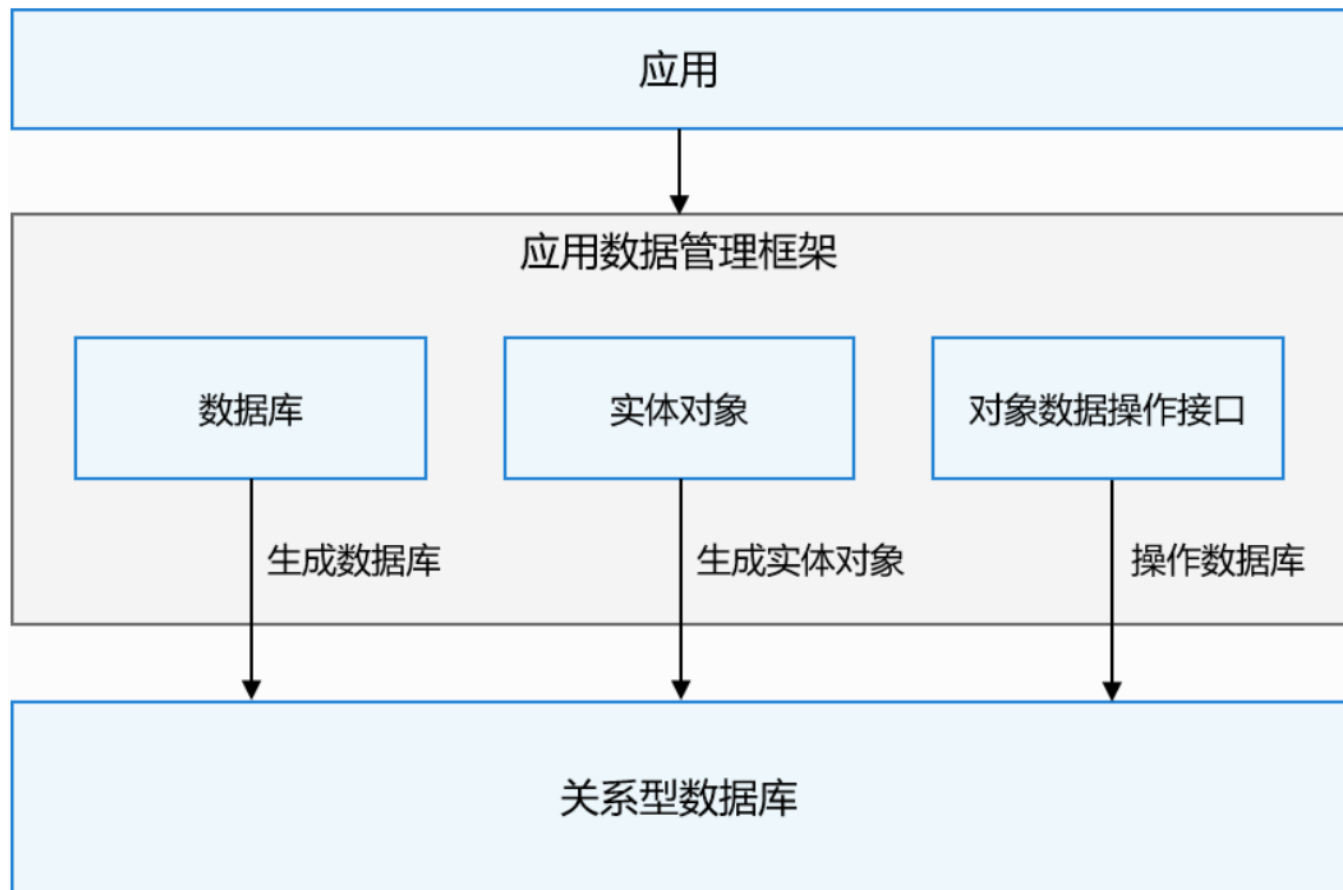 应用
应用数据管理框架
数据库
实体对象
对象数据操作接口
生成数据库
生成实体对象
操作数据库
关系型数据库